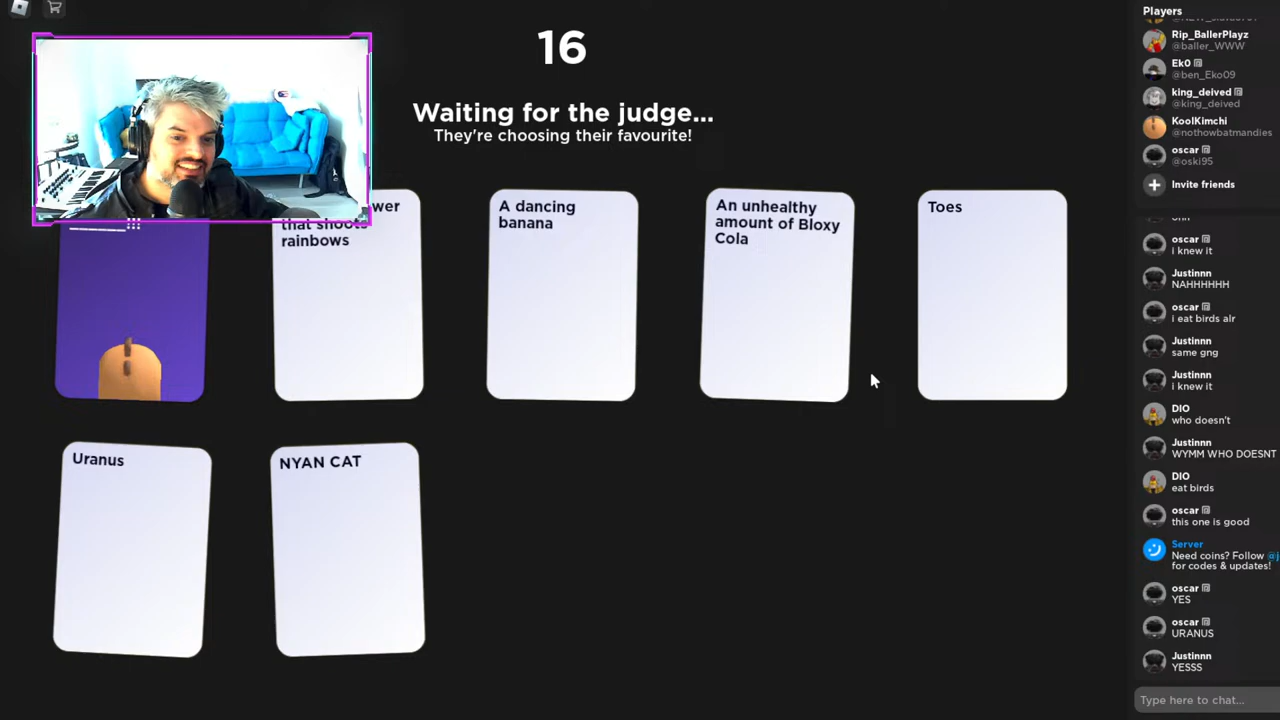 16
Waiting for the judge...
They're choosing their favourite!
that shoots
rainbows
A dancing
banana
An unhealthy
amount of Bloxy
Cola
Toes
Uranus
NYAN CAT
Players
Rip_BallerPlayz
@baller_WWW
Ek0
@ben_Eko09
king_deived
@king_deived
KoolKimchi
@nothowbatmandies
oscar
@oski95
Invite friends
oscar
i knew it
Justinnn
NAHHHHHH
oscar
i eat birds alr
Justinnn
same gng
Justinnn
i knew it
DIO
who doesn't
Justinnn
WYMM WHO DOESNT
DIO
eat birds
oscar
this one is good
Server
Need coins? Follow
for codes & updates!
oscar
YES
oscar
URANUS
Justinnn
YESSS
Type here to chat...